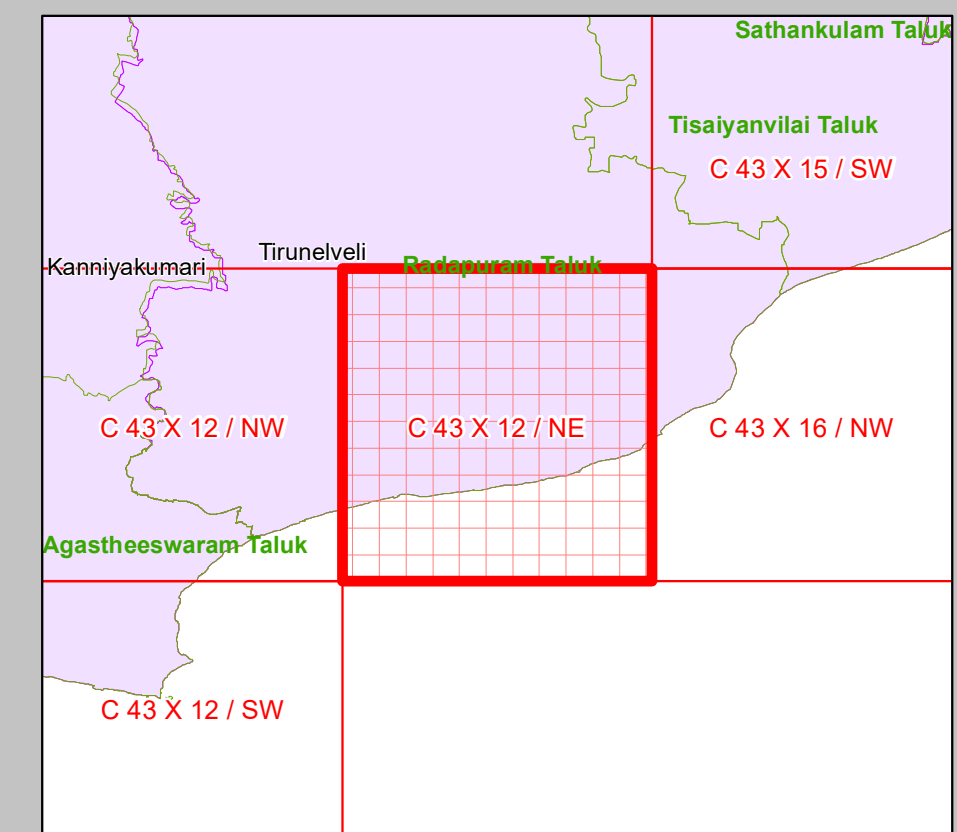 Sathankulam Taluk
Tisaiyanvilai Taluk
C 43 X 15 / SW
Tirunelveli
Kanniyakumari
Radapuram Taluk
C 43 X 12 / NW
C 43 X 12 / NE
C 43 X 16 / NW
Agastheeswaram Taluk
C 43 X 12 / SW